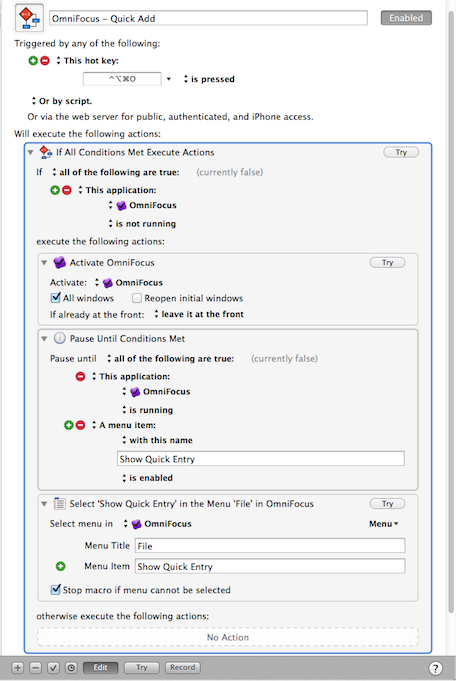 OmniFocus – Quick Add
Enabled
Triggered by any of the following:
This hot key:
^⌥⌘O is pressed
Or by script.
Or via the web server for public, authenticated, and iPhone access.
Will execute the following actions:
If All Conditions Met Execute Actions Try
If all of the following are true: (currently false)
This application:
OmniFocus
is not running
execute the following actions:
Activate OmniFocus Try
Activate: OmniFocus
All windows Reopen initial windows
If already at the front: leave it at the front
Pause Until Conditions Met
Pause until all of the following are true: (currently false)
This application:
OmniFocus
is running
A menu item:
with this name
Show Quick Entry
is enabled
Select 'Show Quick Entry' in the Menu 'File' in OmniFocus Try
Select menu in OmniFocus Menu
Menu Title File
Menu Item Show Quick Entry
Stop macro if menu cannot be selected
otherwise execute the following actions:
No Action
Edit Try Record ?